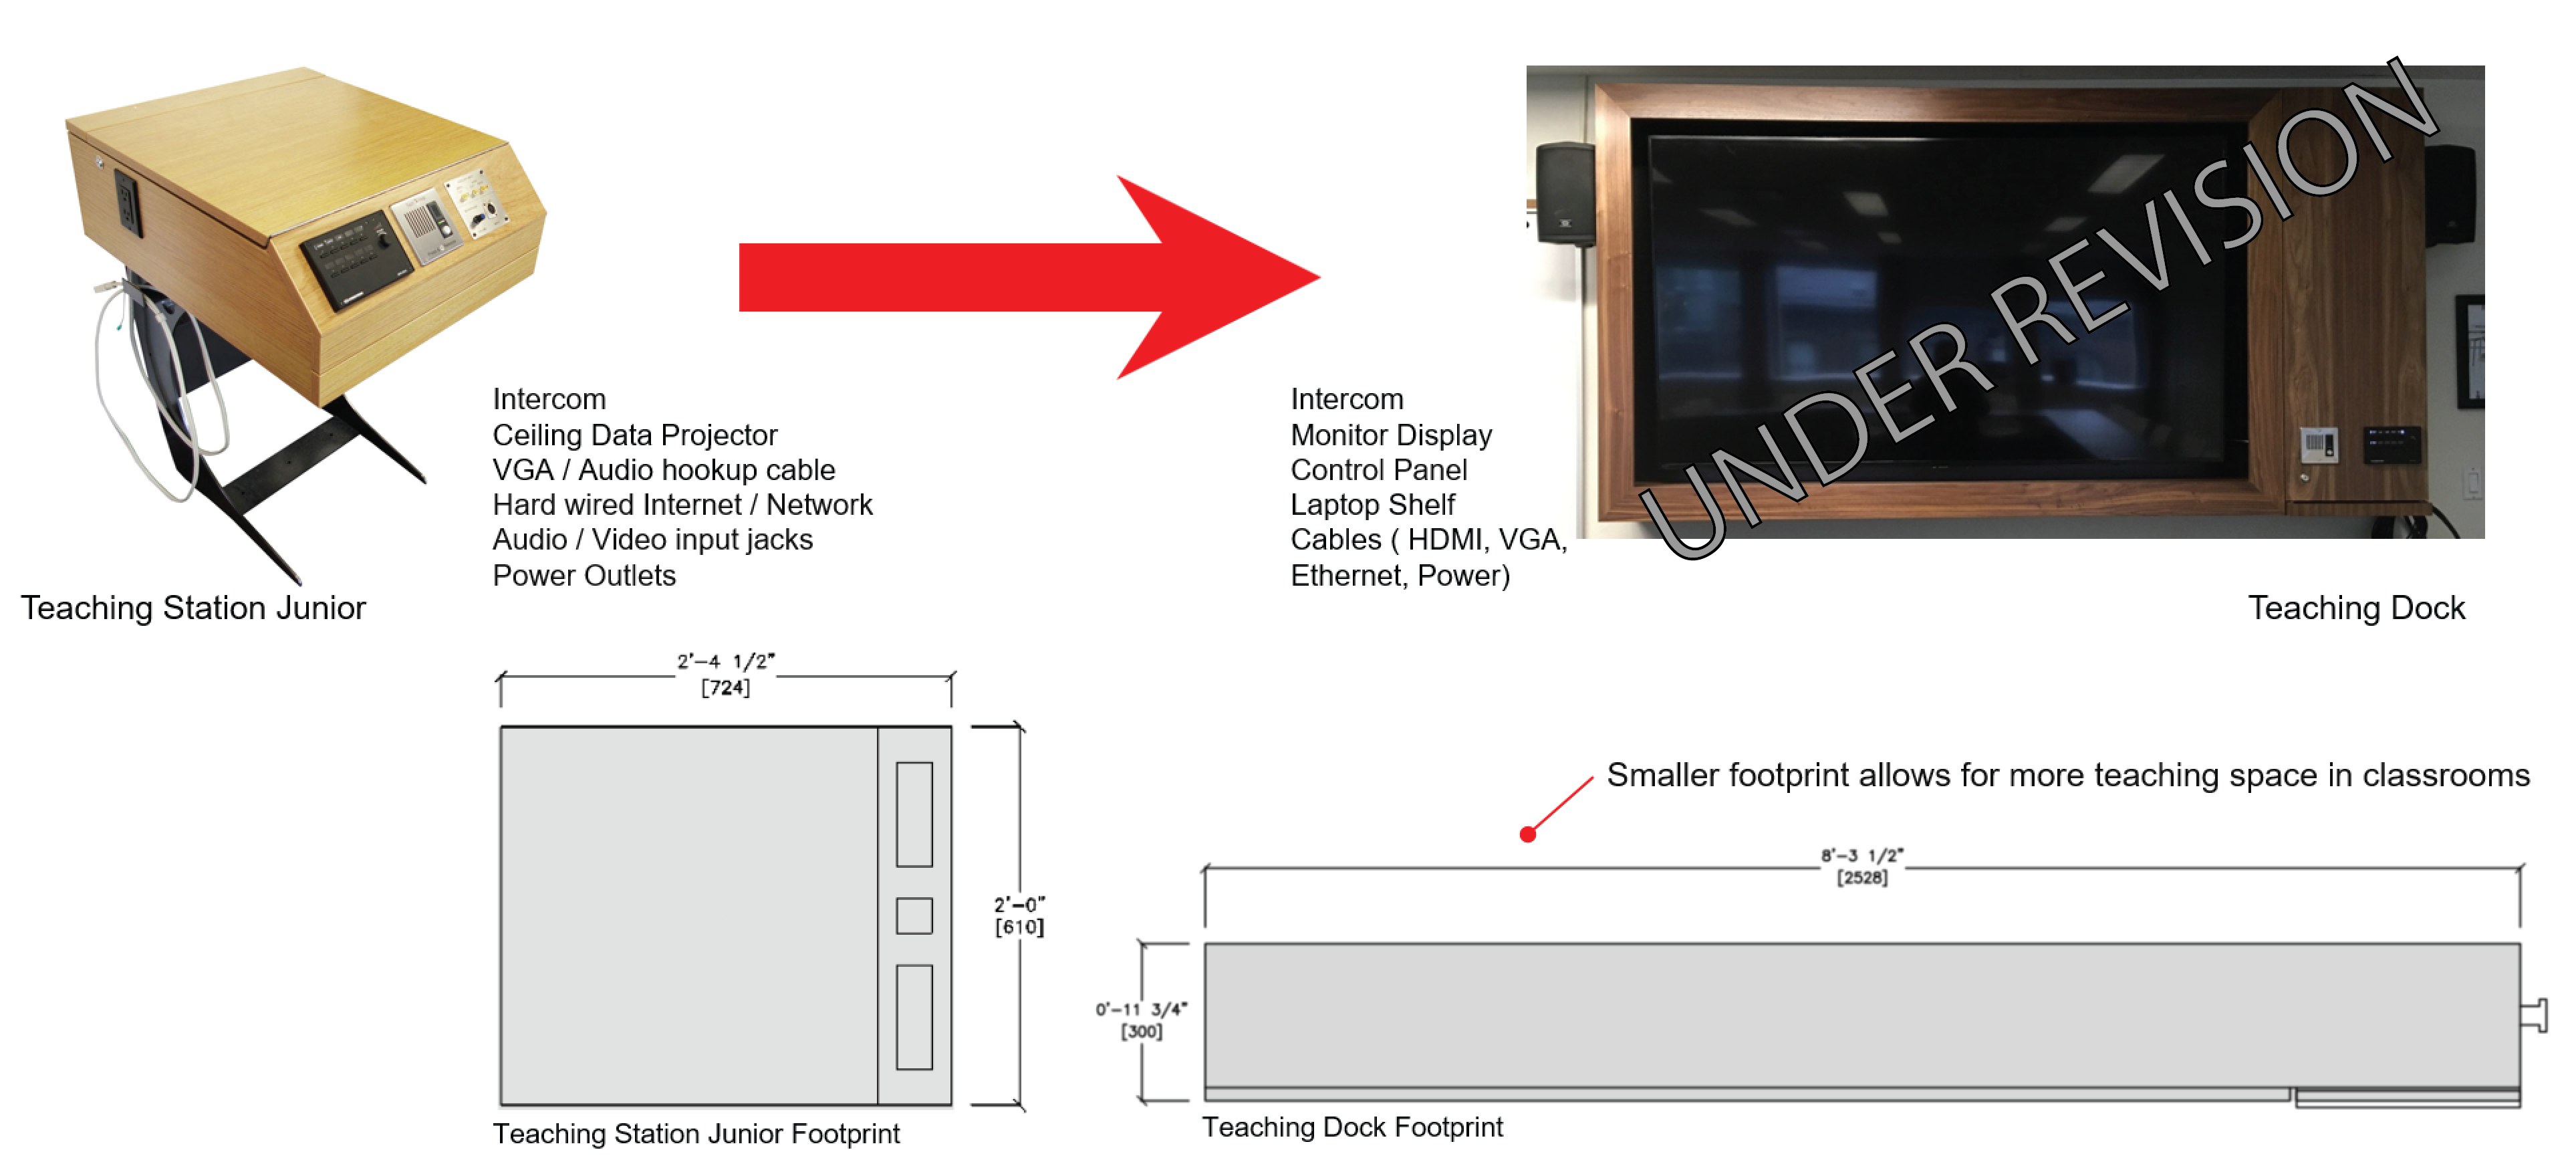 UNDER REVISION
Intercom
Ceiling Data Projector
VGA / Audio hookup cable
Hard wired Internet / Network
Audio / Video input jacks
Power Outlets
Teaching Station Junior
Intercom
Monitor Display
Control Panel
Laptop Shelf
Cables ( HDMI, VGA,
Ethernet, Power)
Teaching Dock
2'-4 1/2"
[724]
2'-0"
[610]
Teaching Station Junior Footprint
Smaller footprint allows for more teaching space in classrooms
8'-3 1/2"
[2528]
0'-11 3/4"
[300]
Teaching Dock Footprint